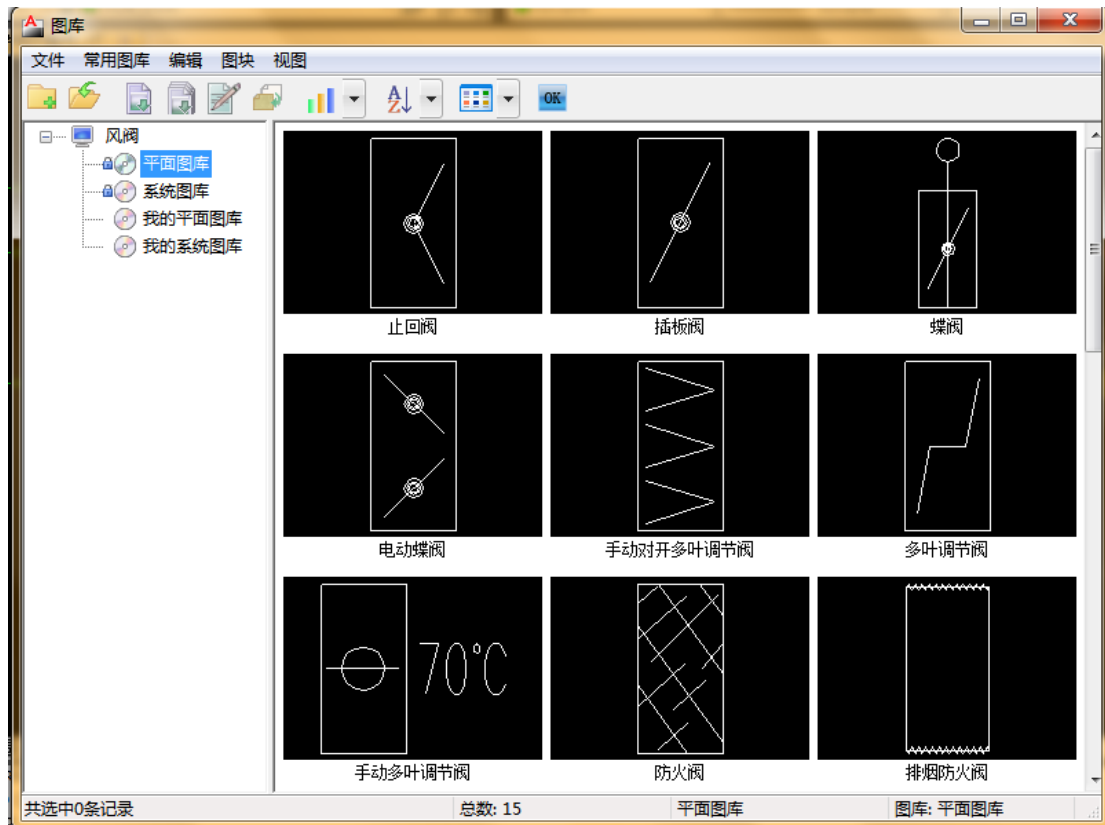 图库
文件 常用图库 编辑 图块 视图
A
Z
OK
风阀
平面图库
系统图库
我的平面图库
我的系统图库
止回阀 插板阀 蝶阀
电动蝶阀 手动对开多叶调节阀 多叶调节阀
70°C
手动多叶调节阀 防火阀 排烟防火阀
共选中0条记录 总数: 15 平面图库 图库: 平面图库